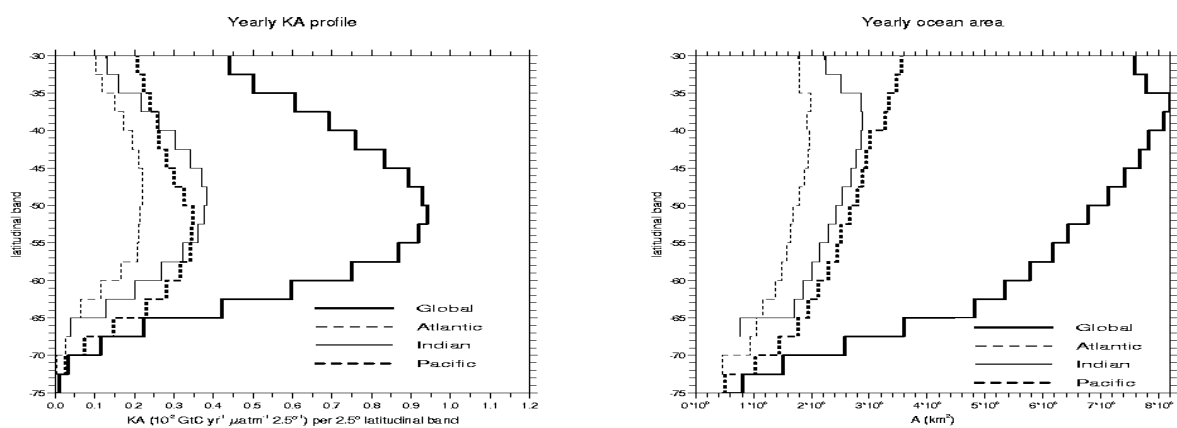 Yearly KA profile
-30
-35
-40
-45
-50
-55
-60
-65
-70
-75
latitudinal band
Global
Atlantic
Indian
Pacific
0.0 0.1 0.2 0.3 0.4 0.5 0.6 0.7 0.8 0.9 1.0 1.1 1.2
KA (10⁻² GtC yr⁻¹ μatm⁻¹ 2.5°⁻¹) per 2.5° latitudinal band
Yearly ocean area
-30
-35
-40
-45
-50
-55
-60
-65
-70
-75
latitudinal band
Global
Atlantic
Indian
Pacific
0*10⁶ 1*10⁶ 2*10⁶ 3*10⁶ 4*10⁶ 5*10⁶ 6*10⁶ 7*10⁶ 8*10⁶
A (km²)